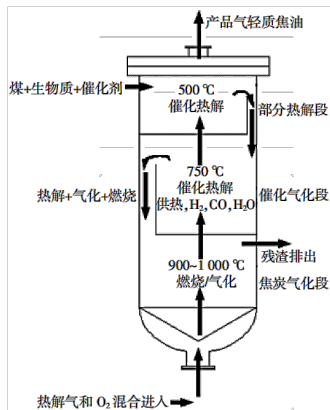 产品气轻质焦油
煤+生物质+催化剂
500 ℃
催化热解
部分热解段
750 ℃
催化热解
供热,H₂,CO,H₂O
热解+气化+燃烧
催化气化段
残渣排出
900~1 000 ℃
燃烧/气化
焦炭气化段
热解气和 O₂ 混合进入